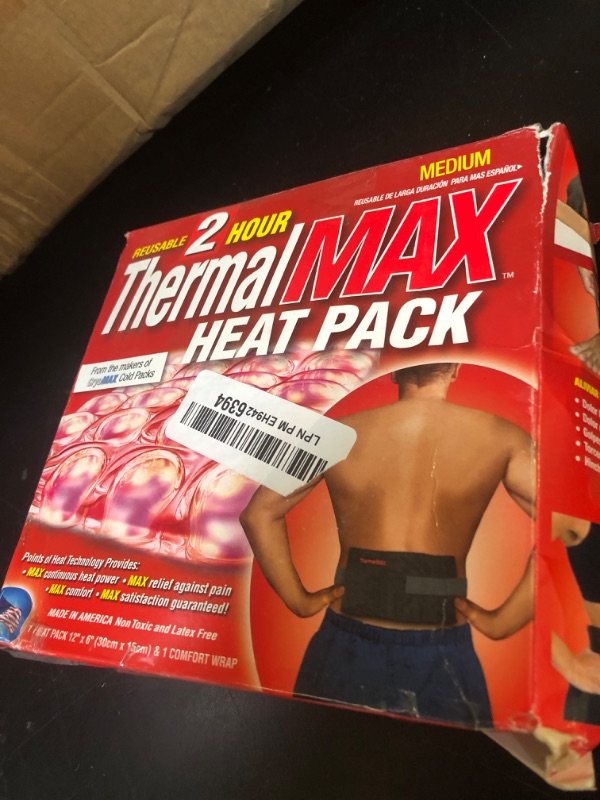 MEDIUM
REUSABLE DE LARGA DURACIÓN PARA MAS ESPAÑOL
REUSABLE 2 HOUR
ThermalMAX™
HEAT PACK
From the makers of
MAX Cold Packs
LPN PM EH9426394
Points of Heat Technology Provides:
• MAX continuous heat power • MAX relief against pain
• MAX comfort • MAX satisfaction guaranteed!
MADE IN AMERICA Non Toxic and Latex Free
HEAT PACK 12" x 6" (30cm x 15cm) & 1 COMFORT WRAP
ThermalMAX